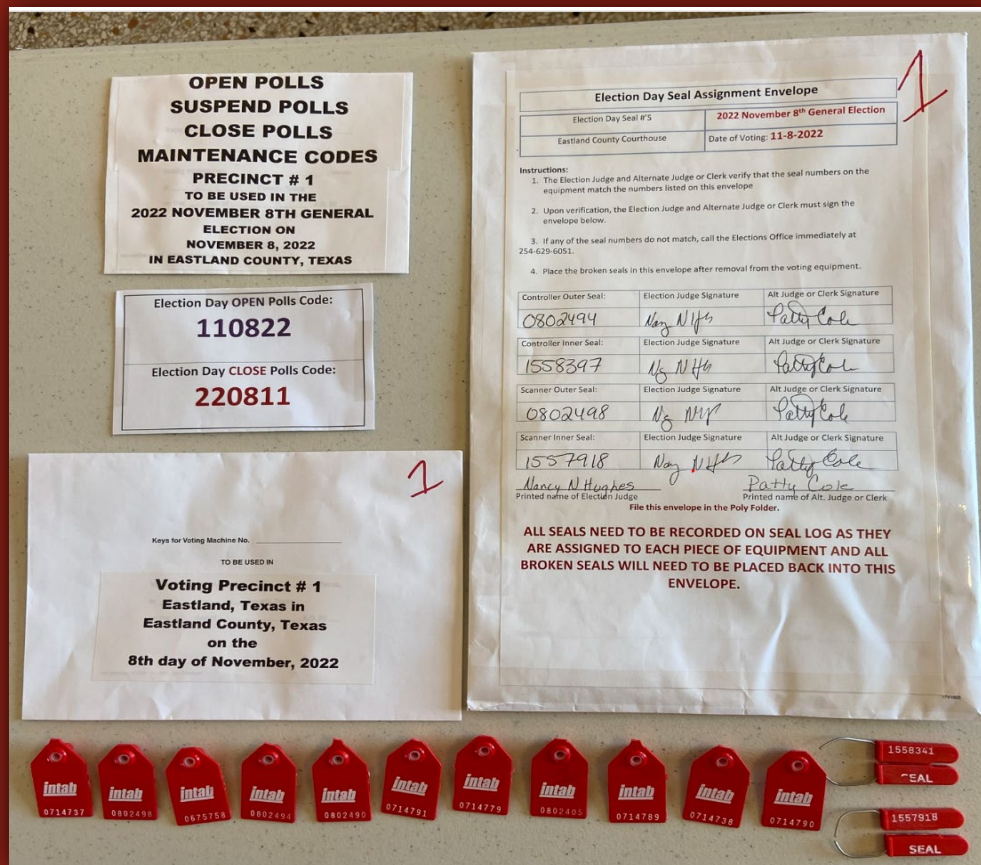 OPEN POLLS
SUSPEND POLLS
CLOSE POLLS
MAINTENANCE CODES
PRECINCT # 1
TO BE USED IN THE
2022 NOVEMBER 8TH GENERAL
ELECTION ON
NOVEMBER 8, 2022
IN EASTLAND COUNTY, TEXAS
Election Day OPEN Polls Code:
110822
Election Day CLOSE Polls Code:
220811
1
Keys for Voting Machine No.
TO BE USED IN
Voting Precinct # 1
Eastland, Texas in
Eastland County, Texas
on the
8th day of November, 2022
1
Election Day Seal Assignment Envelope
Election Day Seal #'S
2022 November 8th General Election
Eastland County Courthouse
Date of Voting: 11-8-2022
Instructions:
1. The Election Judge and Alternate Judge or Clerk verify that the seal numbers on the
equipment match the numbers listed on this envelope
2. Upon verification, the Election Judge and Alternate Judge or Clerk must sign the
envelope below.
3. If any of the seal numbers do not match, call the Elections Office immediately at
254-629-6051.
4. Place the broken seals in this envelope after removal from the voting equipment.
Controller Outer Seal: Election Judge Signature Alt Judge or Clerk Signature
0802494 Patty Cole
Controller Inner Seal: Election Judge Signature Alt Judge or Clerk Signature
1558397 Patty Cole
Scanner Outer Seal: Election Judge Signature Alt Judge or Clerk Signature
0802498 Patty Cole
Scanner Inner Seal: Election Judge Signature Alt Judge or Clerk Signature
1557918 Patty Cole
Nancy N Hughes Patty Cole
Printed name of Election Judge Printed name of Alt. Judge or Clerk
File this envelope in the Poly Folder.
ALL SEALS NEED TO BE RECORDED ON SEAL LOG AS THEY
ARE ASSIGNED TO EACH PIECE OF EQUIPMENT AND ALL
BROKEN SEALS WILL NEED TO BE PLACED BACK INTO THIS
ENVELOPE.
intab
0714737
intab
0802498
intab
0675758
intab
0802494
intab
0802490
intab
0714791
intab
0714779
intab
0802405
intab
0714789
intab
0714738
intab
0714790
1558341
SEAL
1557918
SEAL